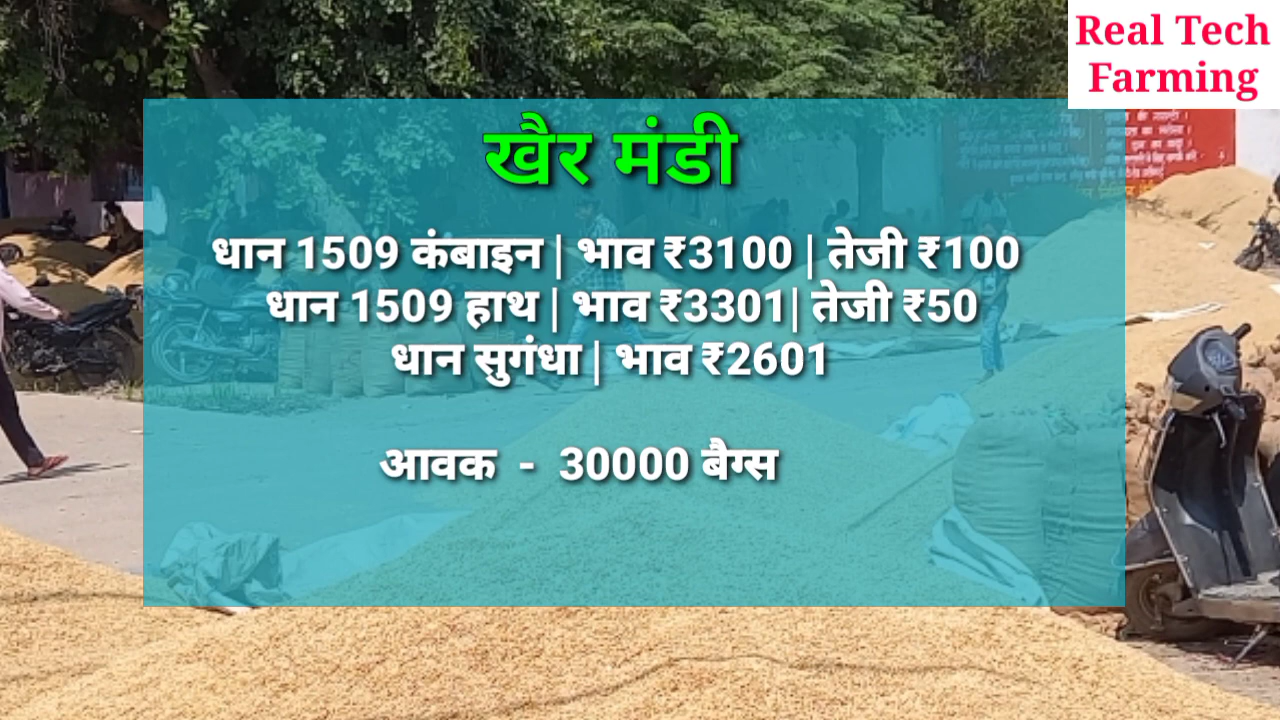 Real Tech
Farming
खैर मंडी
धान 1509 कंबाइन | भाव ₹3100 | तेजी ₹100
धान 1509 हाथ | भाव ₹3301| तेजी ₹50
धान सुगंधा | भाव ₹2601
आवक - 30000 बैग्स